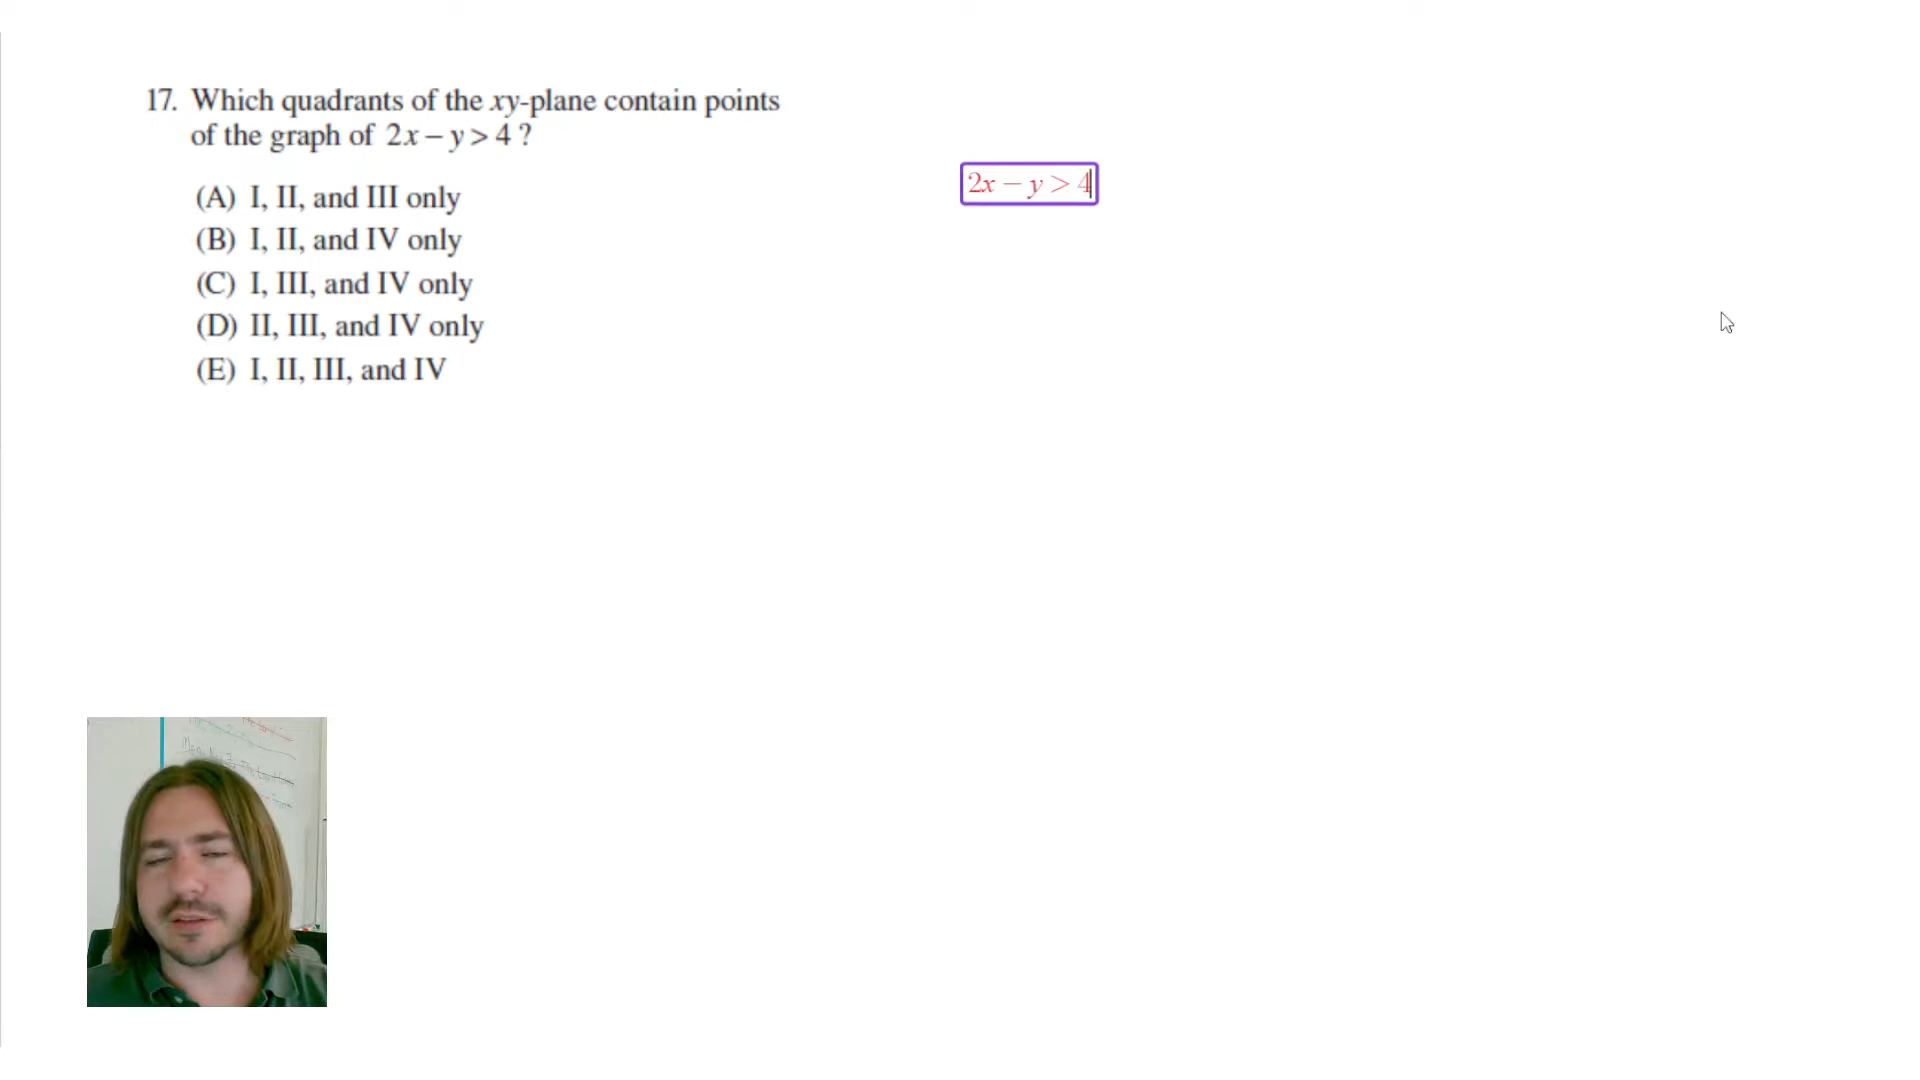 17. Which quadrants of the xy-plane contain points
of the graph of 2x – y > 4 ?
(A) I, II, and III only
(B) I, II, and IV only
(C) I, III, and IV only
(D) II, III, and IV only
(E) I, II, III, and IV
2x − y > 4